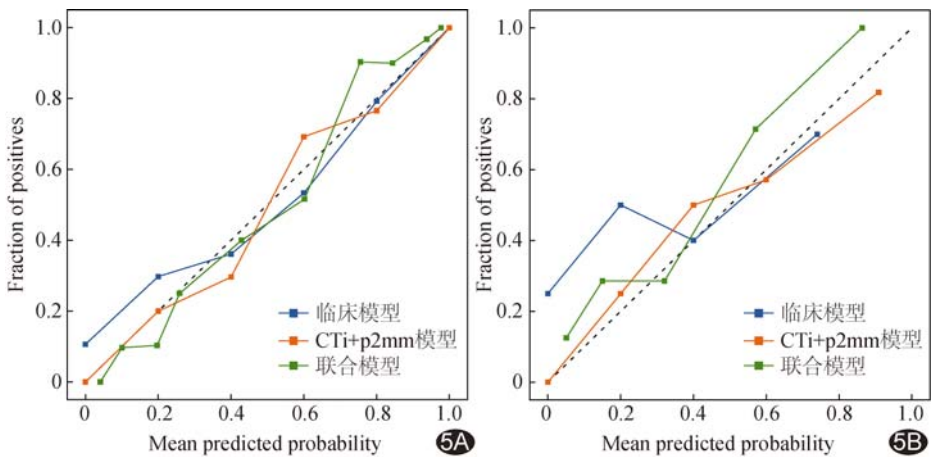 1.0
0.8
0.6
0.4
0.2
0
Fraction of positives
临床模型
CTi+p2mm模型
联合模型
0 0.2 0.4 0.6 0.8 1.0
Mean predicted probability
5A
1.0
0.8
0.6
0.4
0.2
0
Fraction of positives
临床模型
CTi+p2mm模型
联合模型
0 0.2 0.4 0.6 0.8 1.0
Mean predicted probability
5B